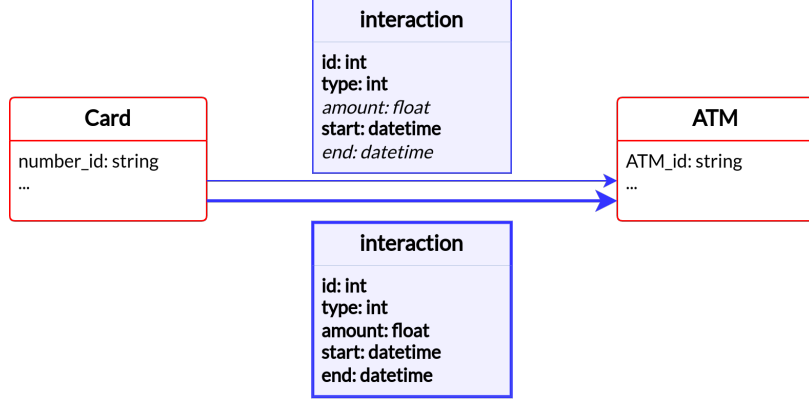 interaction
id: int
type: int
amount: float
start: datetime
end: datetime
Card
number_id: string
...
ATM
ATM_id: string
...
interaction
id: int
type: int
amount: float
start: datetime
end: datetime